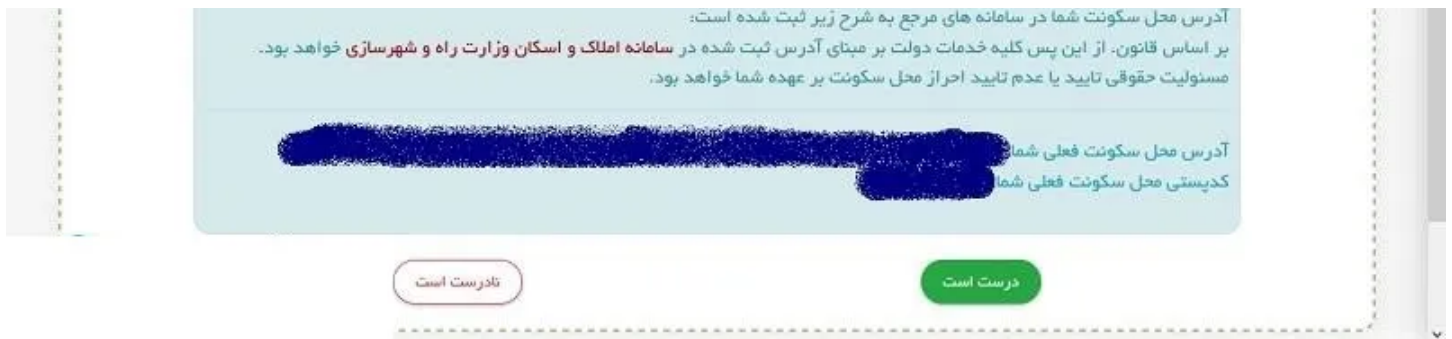 آدرس محل سکونت شما در سامانه های مرجع به شرح زیر ثبت شده است:
بر اساس قانون، از این پس کلیه خدمات دولت بر مبنای آدرس ثبت شده در سامانه املاک و اسکان وزارت راه و شهرسازی خواهد بود.
مسئولیت حقوقی تایید یا عدم تایید احراز محل سکونت بر عهده شما خواهد بود.
آدرس محل سکونت فعلی شما
کدپستی محل سکونت فعلی شما
درست است
نادرست است